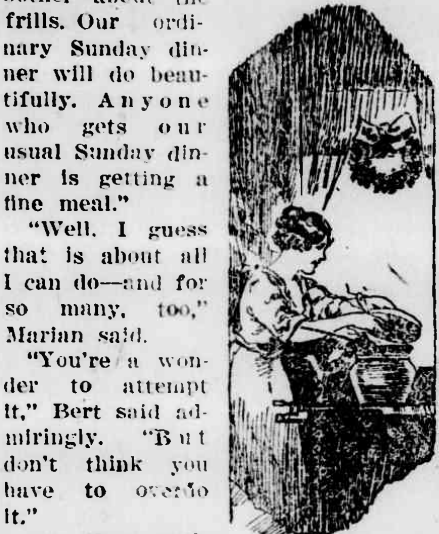 frills. Our ordi-
nary Sunday din-
ner will do beau-
tifully. Anyone
who gets our
usual Sunday din-
ner is getting a
fine meal."
"Well, I guess
that is about all
I can do—and for
so many, too,"
Marian said.
"You're a won-
der to attempt
it," Bert said ad-
miringly. "But
don't think you
have to overdo
it."